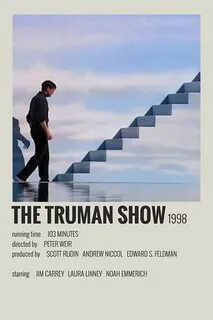 THE TRUMAN SHOW 1998
running time 103 MINUTES
directed by PETER WEIR
produced by SCOTT RUDIN ANDREW NICCOL EDWARD S. FELDMAN
starring JIM CARREY LAURA LINNEY NOAH EMMERICH